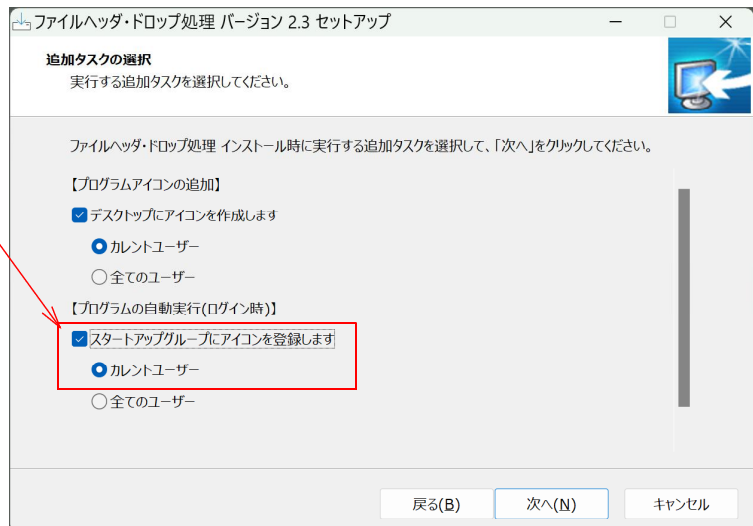 ファイルヘッダ・ドロップ処理 バージョン 2.3 セットアップ
追加タスクの選択
実行する追加タスクを選択してください。
ファイルヘッダ・ドロップ処理 インストール時に実行する追加タスクを選択して、「次へ」をクリックしてください。
【プログラムアイコンの追加】
デスクトップにアイコンを作成します
カレントユーザー
全てのユーザー
【プログラムの自動実行(ログイン時)】
スタートアップグループにアイコンを登録します
カレントユーザー
全てのユーザー
戻る(B) 次へ(N) キャンセル